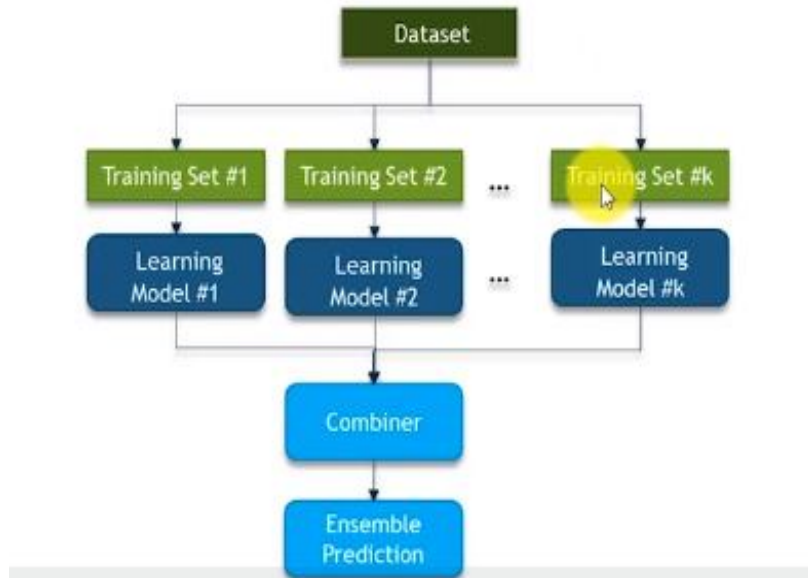 Dataset
Training Set #1
Training Set #2
...
Training Set #k
Learning
Model #1
Learning
Model #2
...
Learning
Model #k
Combiner
Ensemble
Prediction